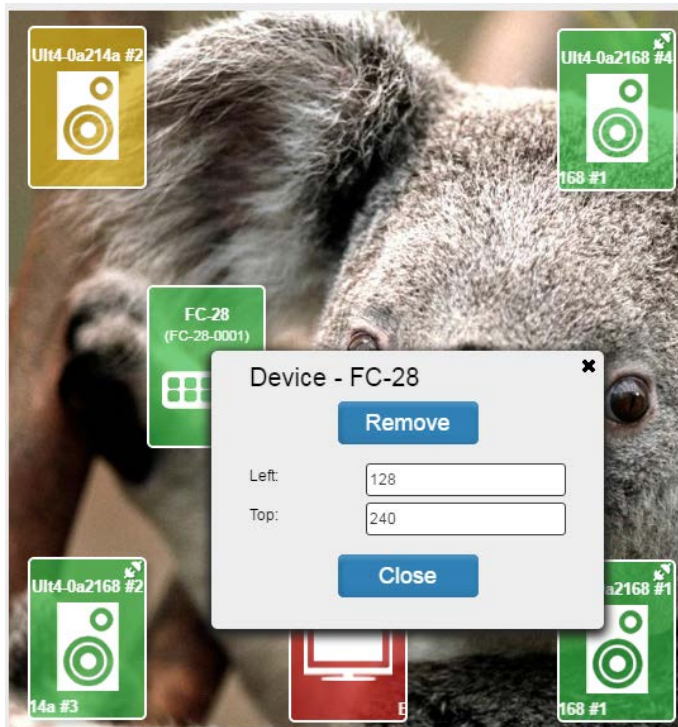 Ult4-0a214a #2
Ult4-0a2168 #4
168 #1
FC-28
(FC-28-0001)
Device - FC-28
Remove
Left:
128
Top:
240
Close
Ult4-0a2168 #2
14a #3
0a2168 #1
168 #1